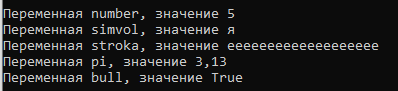 Переменная number, значение 5
Переменная simvol, значение я
Переменная stroka, значение еееееееееееееееееее
Переменная pi, значение 3,13
Переменная bull, значение True